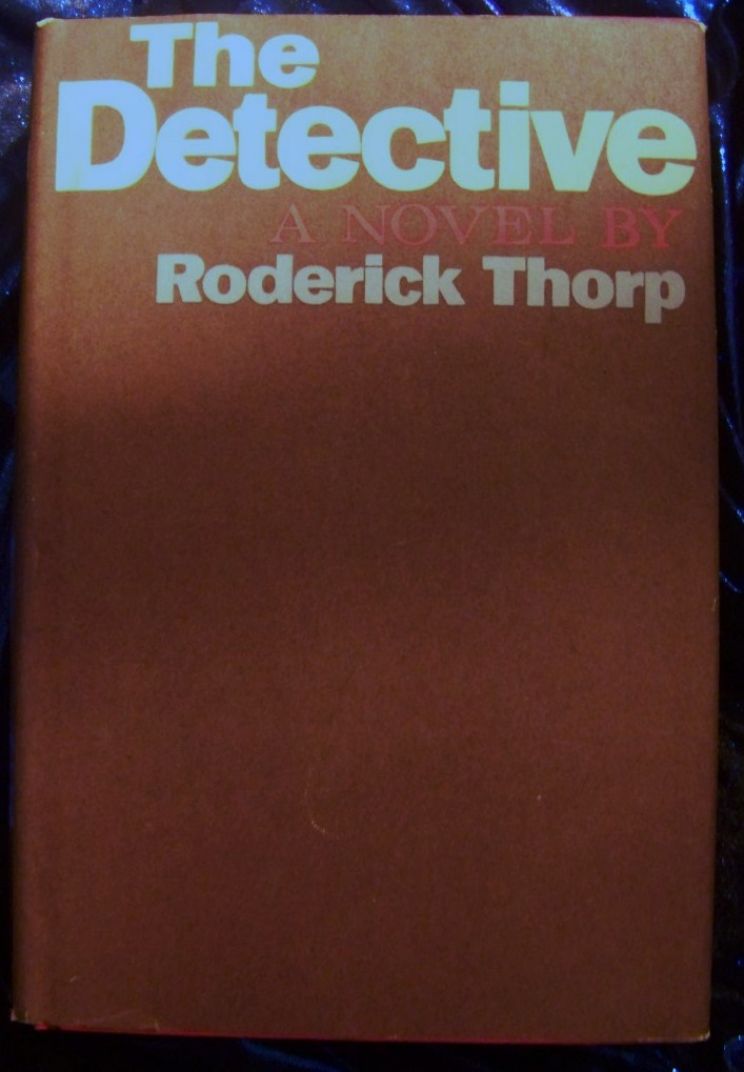 The
Detective
A NOVEL BY
Roderick Thorp